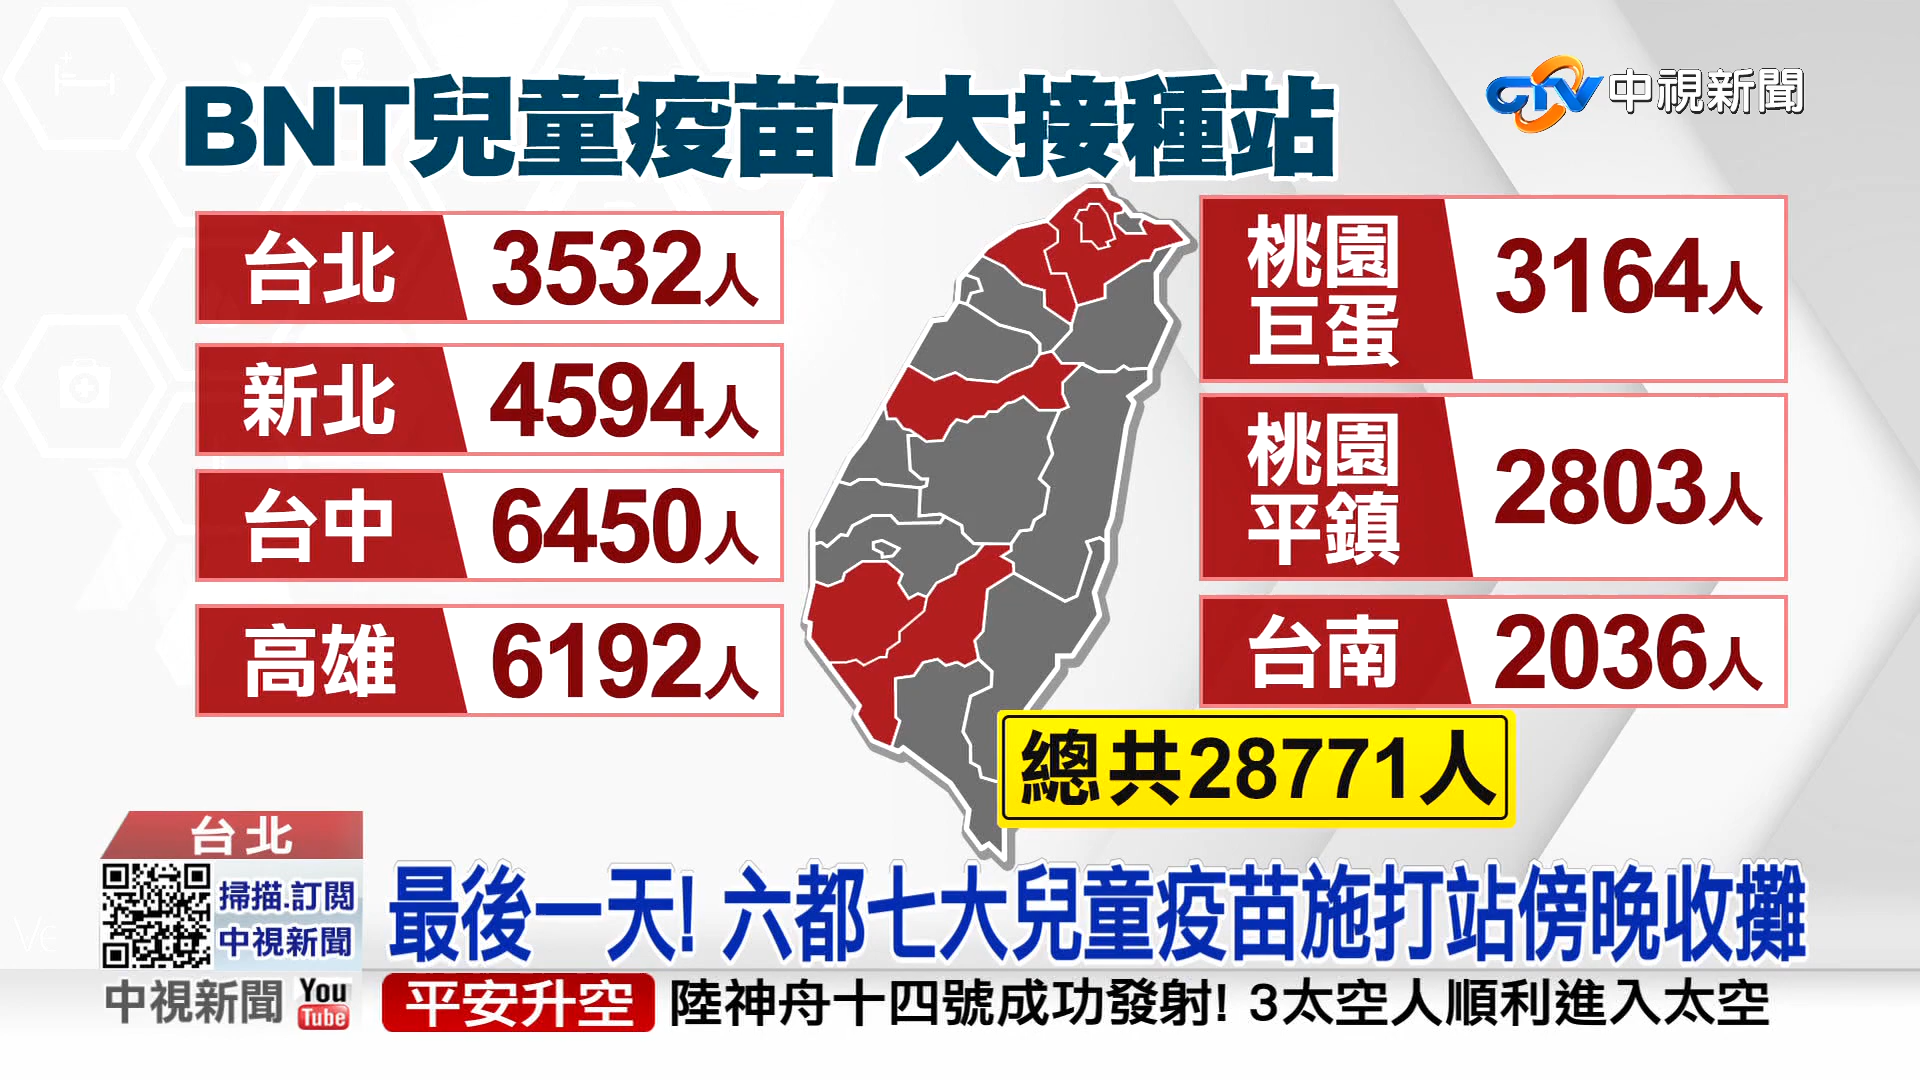 BNT兒童疫苗7大接種站
CTV 中視新聞
台北 3532人
新北 4594人
台中 6450人
高雄 6192人
桃園
巨蛋
3164人
桃園
平鎮
2803人
台南 2036人
總共28771人
台北
掃描.訂閱
中視新聞
中視新聞 You
Tube
最後一天! 六都七大兒童疫苗施打站傍晚收攤
平安升空 陸神舟十四號成功發射! 3太空人順利進入太空